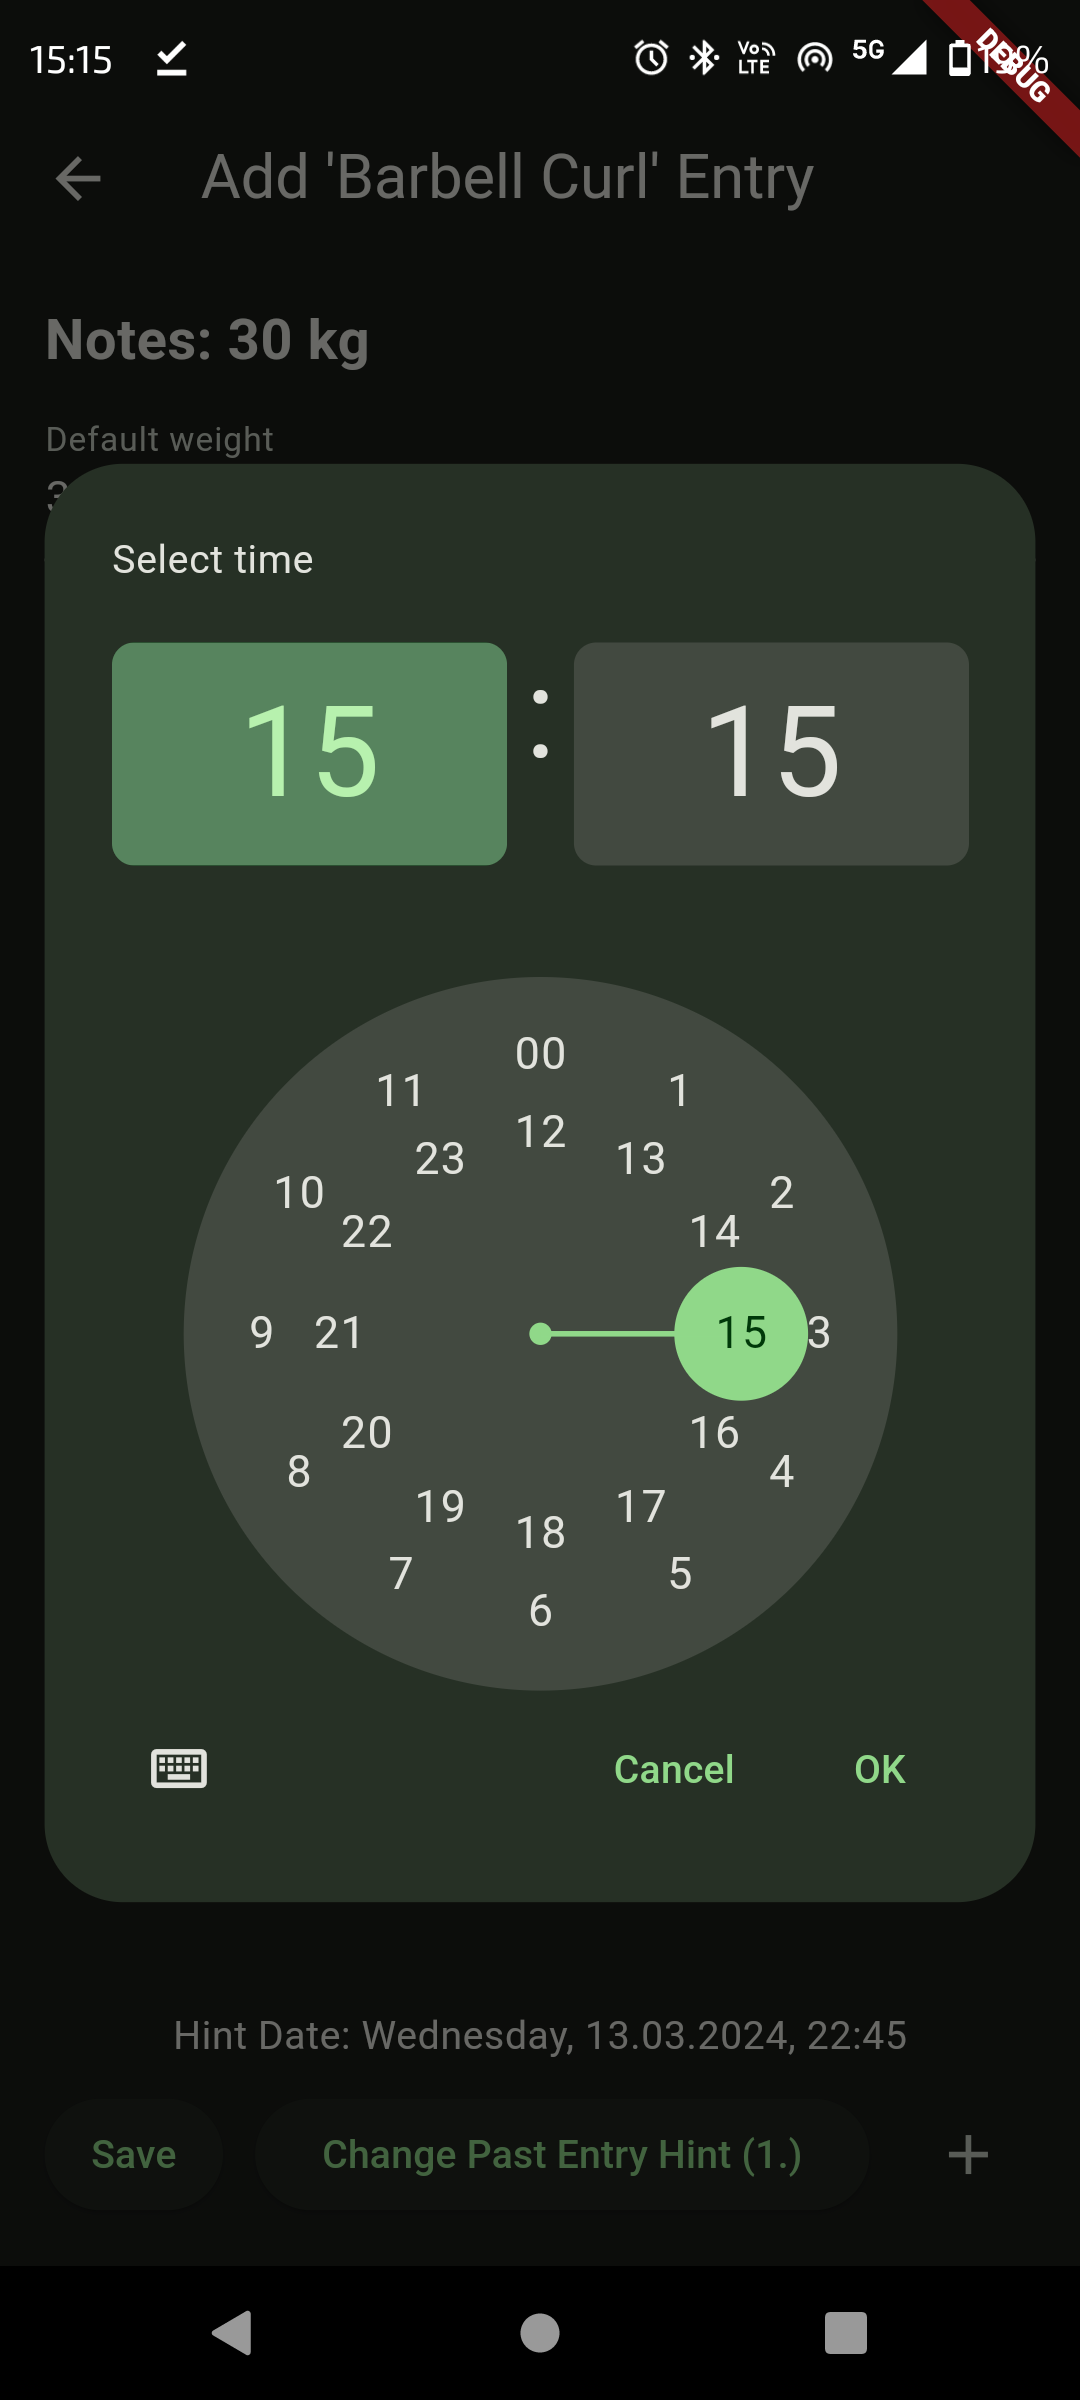 15:15
Vo LTE 5G %
DEBUG
Add 'Barbell Curl' Entry
Notes: 30 kg
Default weight
Select time
15 : 15
00
11 1
12
23 13
10 2
22 14
9 21 15 3
20 16
8 4
19 17
18
7 5
6
Cancel OK
Hint Date: Wednesday, 13.03.2024, 22:45
Save Change Past Entry Hint (1.) +